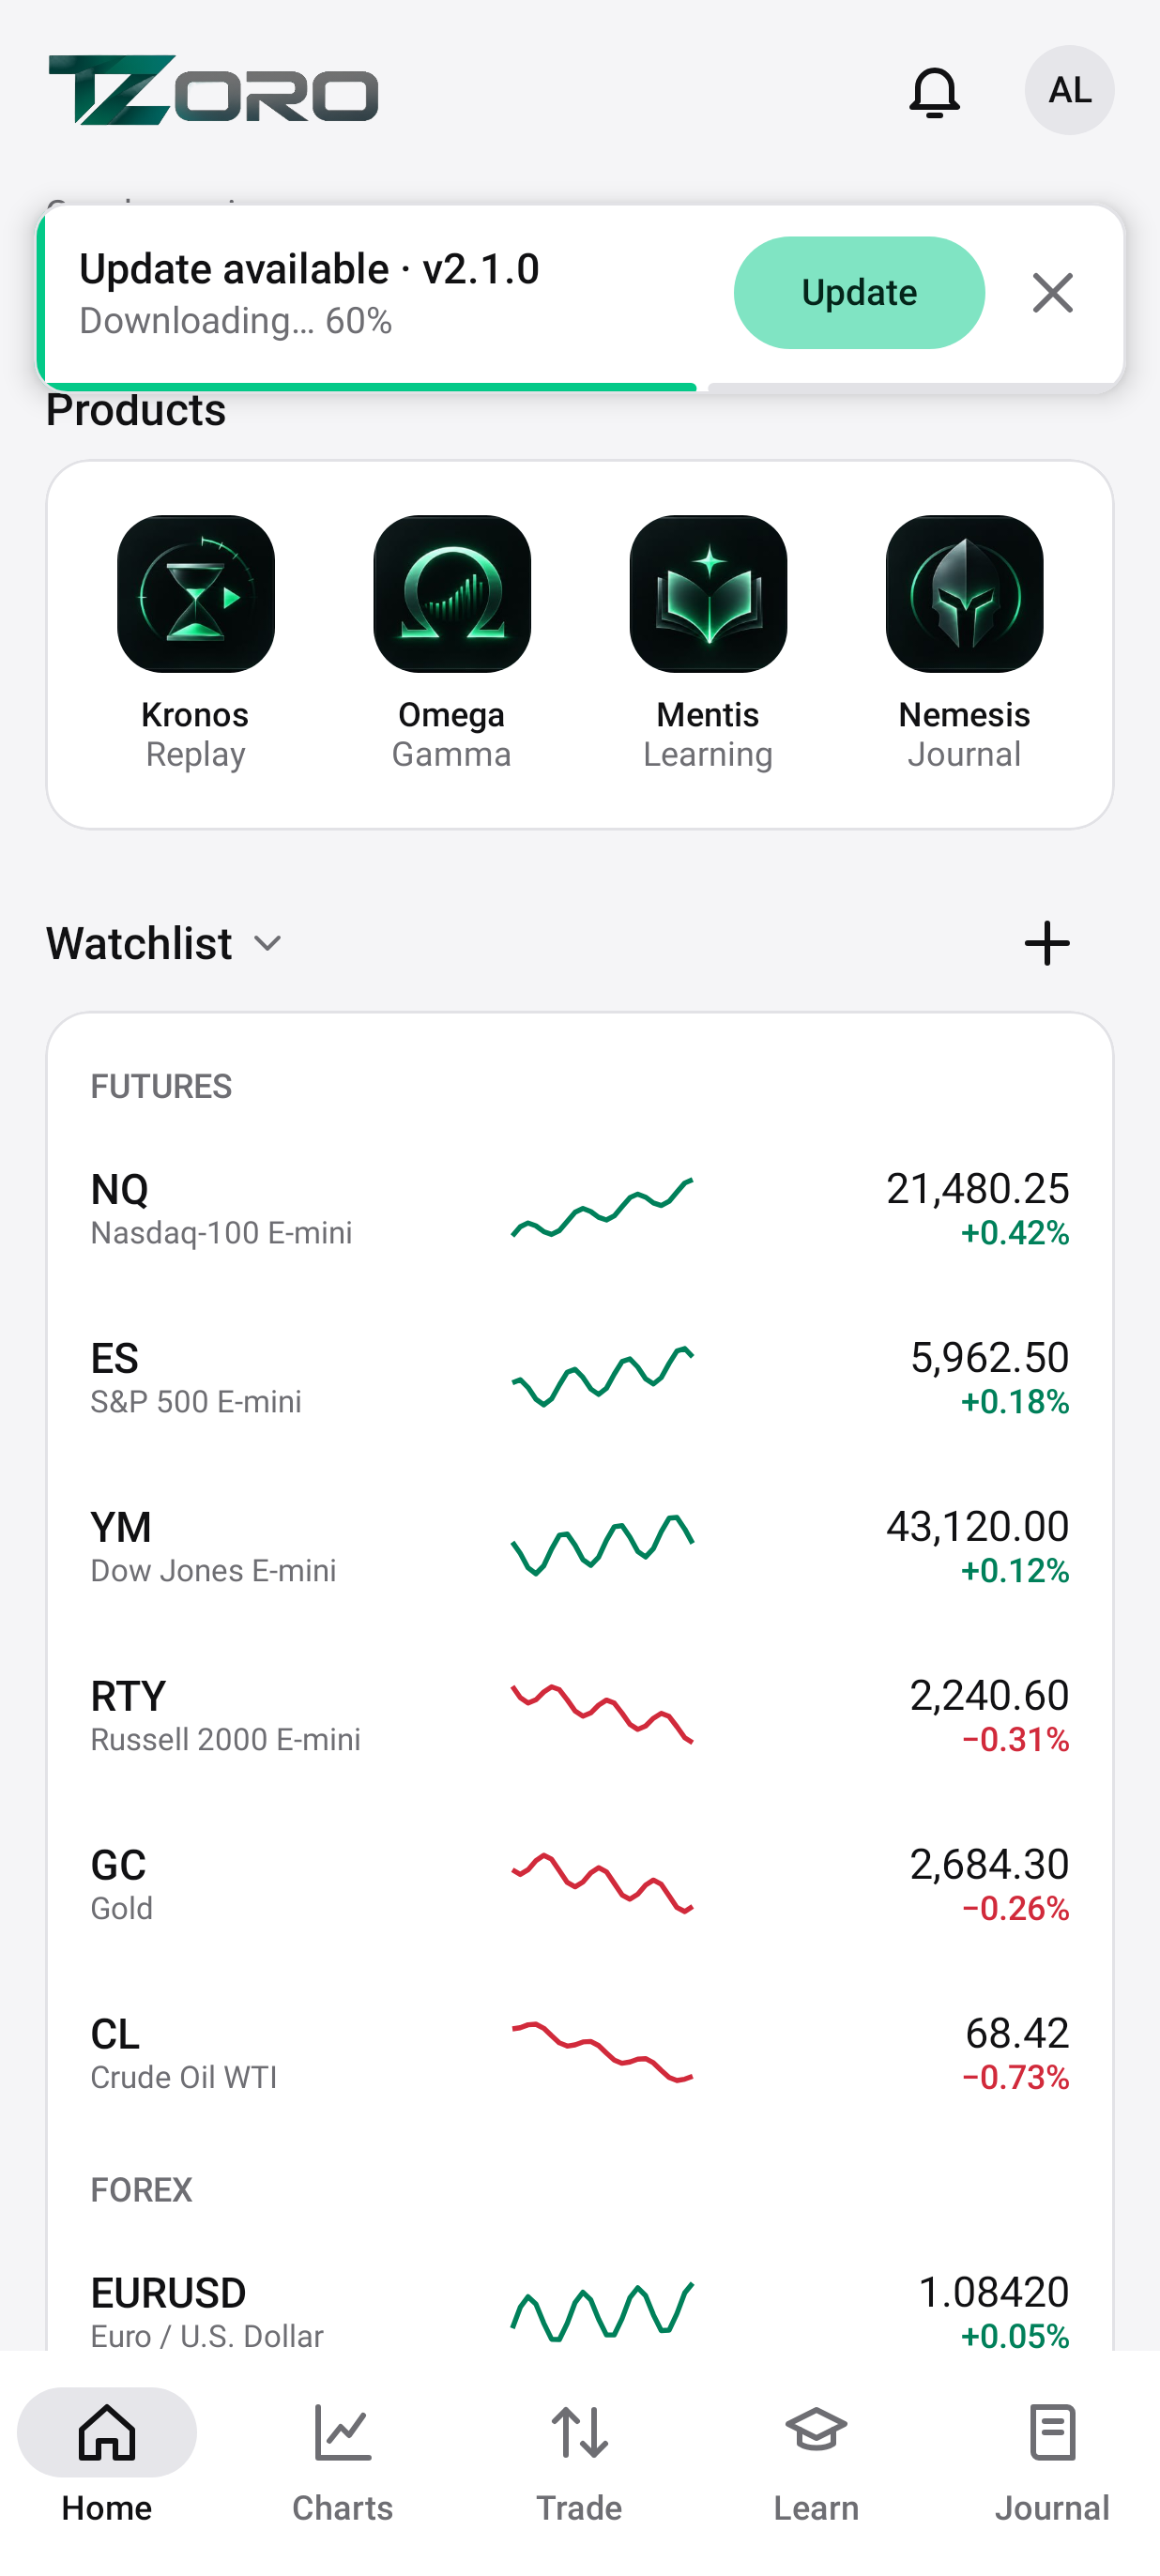 TZORO
AL
Update available · v2.1.0
Downloading... 60%
Update
Products
Kronos
Replay
Omega
Gamma
Mentis
Learning
Nemesis
Journal
Watchlist
FUTURES
NQ
21,480.25
Nasdaq-100 E-mini
+0.42%
ES
5,962.50
S&P 500 E-mini
+0.18%
YM
43,120.00
Dow Jones E-mini
+0.12%
RTY
2,240.60
Russell 2000 E-mini
−0.31%
GC
2,684.30
Gold
−0.26%
CL
68.42
Crude Oil WTI
−0.73%
FOREX
EURUSD
1.08420
Euro / U.S. Dollar
+0.05%
Home
Charts
Trade
Learn
Journal